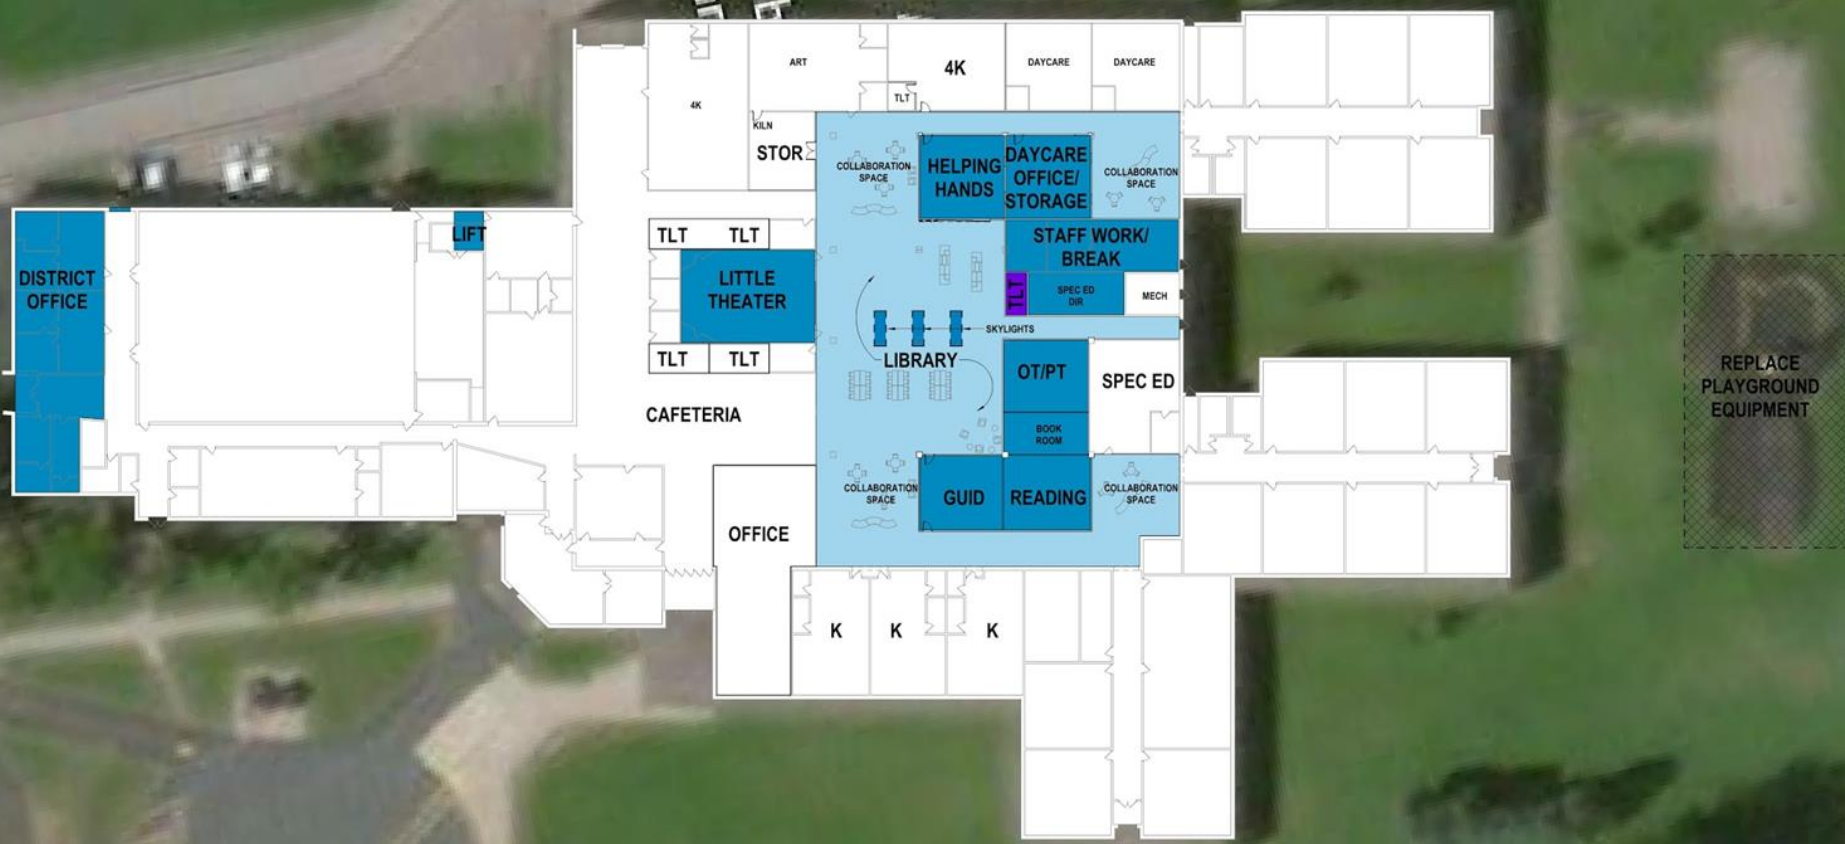 ART
4K
DAYCARE
DAYCARE
4K
TLT
KILN
STOR
COLLABORATION
SPACE
HELPING
HANDS
DAYCARE
OFFICE/
STORAGE
COLLABORATION
SPACE
LIFT
TLT
TLT
STAFF WORK/
BREAK
DISTRICT
OFFICE
LITTLE
THEATER
TLT
SPEC ED
DIR
MECH
SKYLIGHTS
TLT
TLT
LIBRARY
OT/PT
SPEC ED
REPLACE
PLAYGROUND
EQUIPMENT
CAFETERIA
BOOK
ROOM
COLLABORATION
SPACE
GUID
READING
COLLABORATION
SPACE
OFFICE
K
K
K